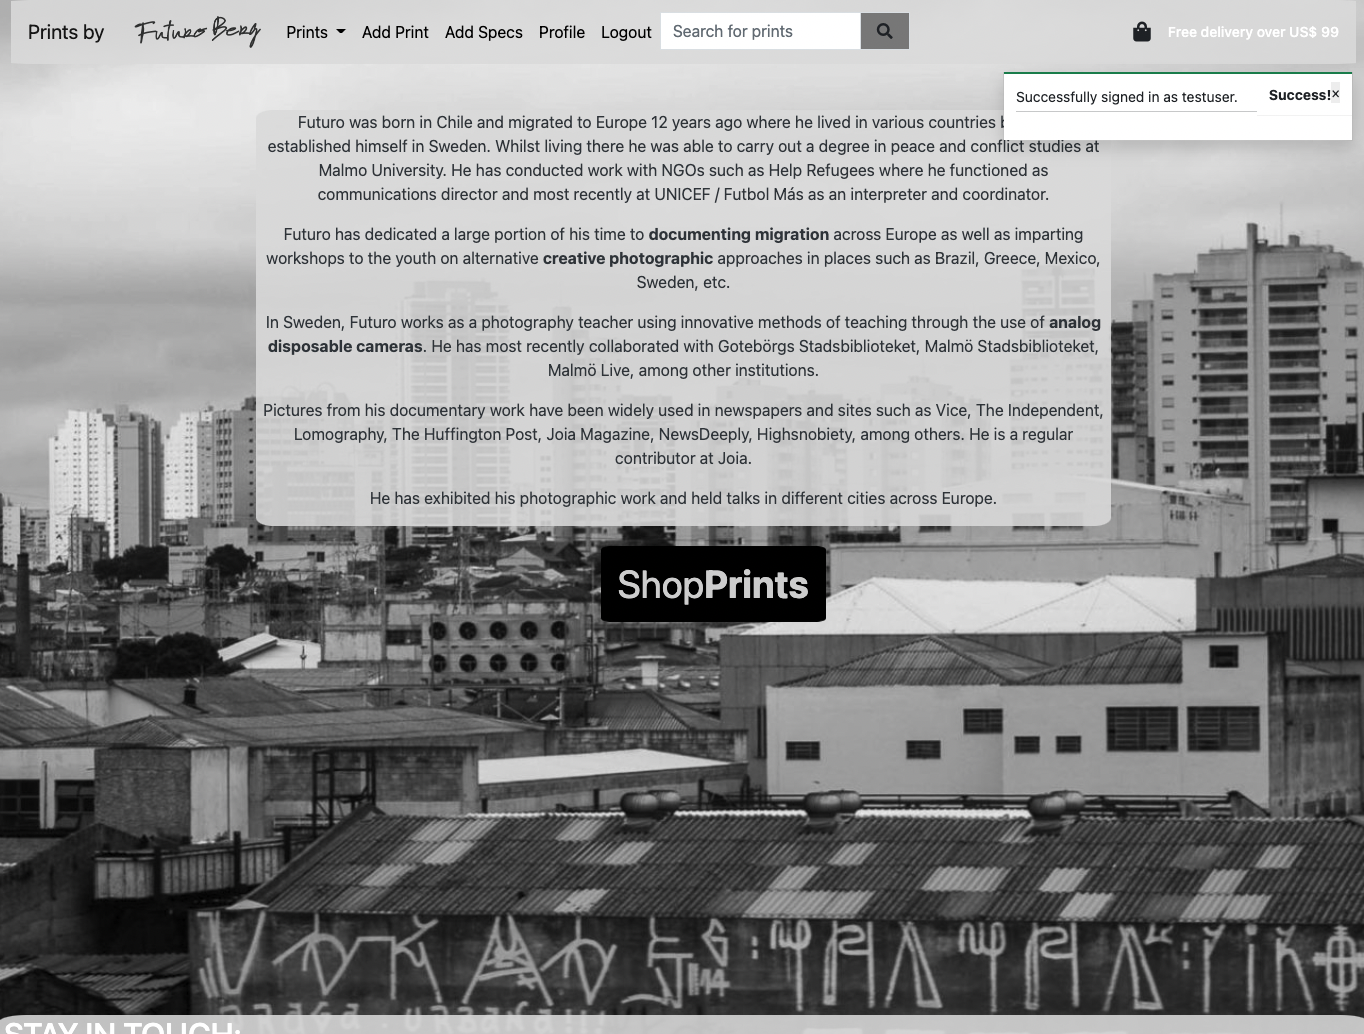 Prints by
Futuro Berg
Prints
Add Print
Add Specs
Profile
Logout
Search for prints
Free delivery over US$ 99
Successfully signed in as testuser.
Success!
×
Futuro was born in Chile and migrated to Europe 12 years ago where he lived in various countries b
established himself in Sweden. Whilst living there he was able to carry out a degree in peace and conflict studies at
Malmo University. He has conducted work with NGOs such as Help Refugees where he functioned as
communications director and most recently at UNICEF / Futbol Más as an interpreter and coordinator.
Futuro has dedicated a large portion of his time to documenting migration across Europe as well as imparting
workshops to the youth on alternative creative photographic approaches in places such as Brazil, Greece, Mexico,
Sweden, etc.
In Sweden, Futuro works as a photography teacher using innovative methods of teaching through the use of analog
disposable cameras. He has most recently collaborated with Gotebörgs Stadsbiblioteket, Malmö Stadsbiblioteket,
Malmö Live, among other institutions.
Pictures from his documentary work have been widely used in newspapers and sites such as Vice, The Independent,
Lomography, The Huffington Post, Joia Magazine, NewsDeeply, Highsnobiety, among others. He is a regular
contributor at Joia.
He has exhibited his photographic work and held talks in different cities across Europe.
ShopPrints
STAY IN TOUCH: